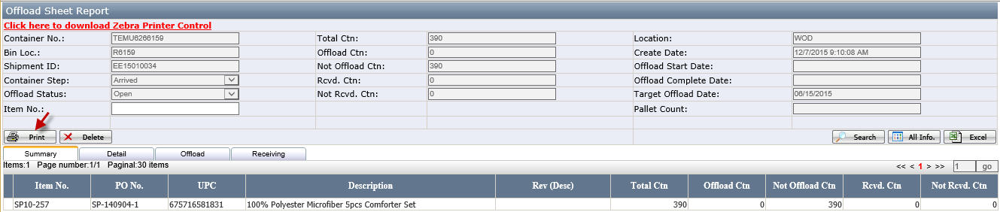 Offload Sheet Report
Click here to download Zebra Printer Control
Container No.: TEMU6266159 Total Ctn: 390 Location: WOD
Bin Loc.: R6159 Offload Ctn: 0 Create Date: 12/7/2015 9:10:08 AM
Shipment ID: EE15010034 Not Offload Ctn: 390 Offload Start Date:
Container Step: Arrived Rcvd. Ctn: 0 Offload Complete Date:
Offload Status: Open Not Rcvd. Ctn: 0 Target Offload Date: 06/15/2015
Item No.: Pallet Count:
Print Delete Search All Info. Excel
Summary Detail Offload Receiving
Items:1 Page number:1/1 Paginal:30 items << < 1 > >> 1 go
Item No. PO No. UPC Description Rev (Desc) Total Ctn Offload Ctn Not Offload Ctn Rcvd. Ctn Not Rcvd. Ctn
SP10-257 SP-140904-1 675716581831 100% Polyester Microfiber 5pcs Comforter Set 390 0 390 0 0